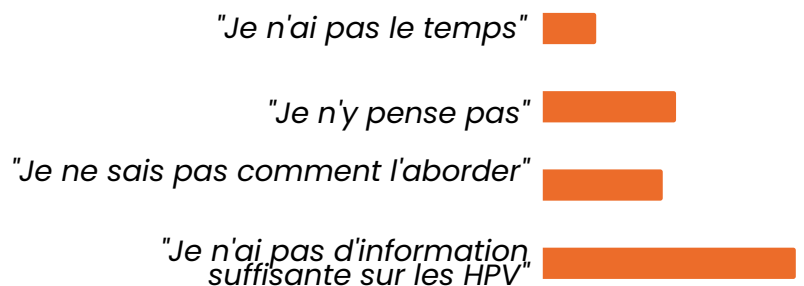 "Je n'ai pas le temps"
"Je n'y pense pas"
"Je ne sais pas comment l'aborder"
"Je n'ai pas d'information
suffisante sur les HPV"